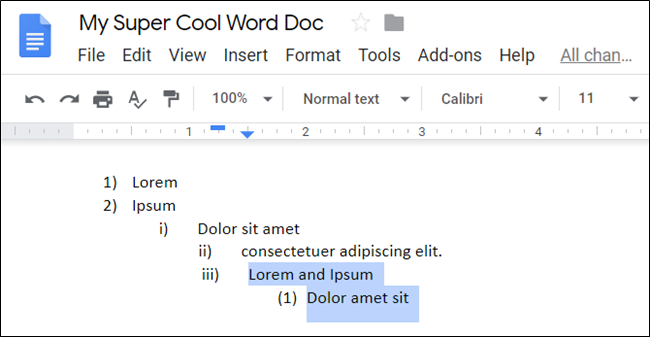 My Super Cool Word Doc
File Edit View Insert Format Tools Add-ons Help All chan...
100% Normal text Calibri 11
1 2 3 4
1) Lorem
2) Ipsum
i) Dolor sit amet
ii) consectetuer adipiscing elit.
iii) Lorem and Ipsum
(1) Dolor amet sit